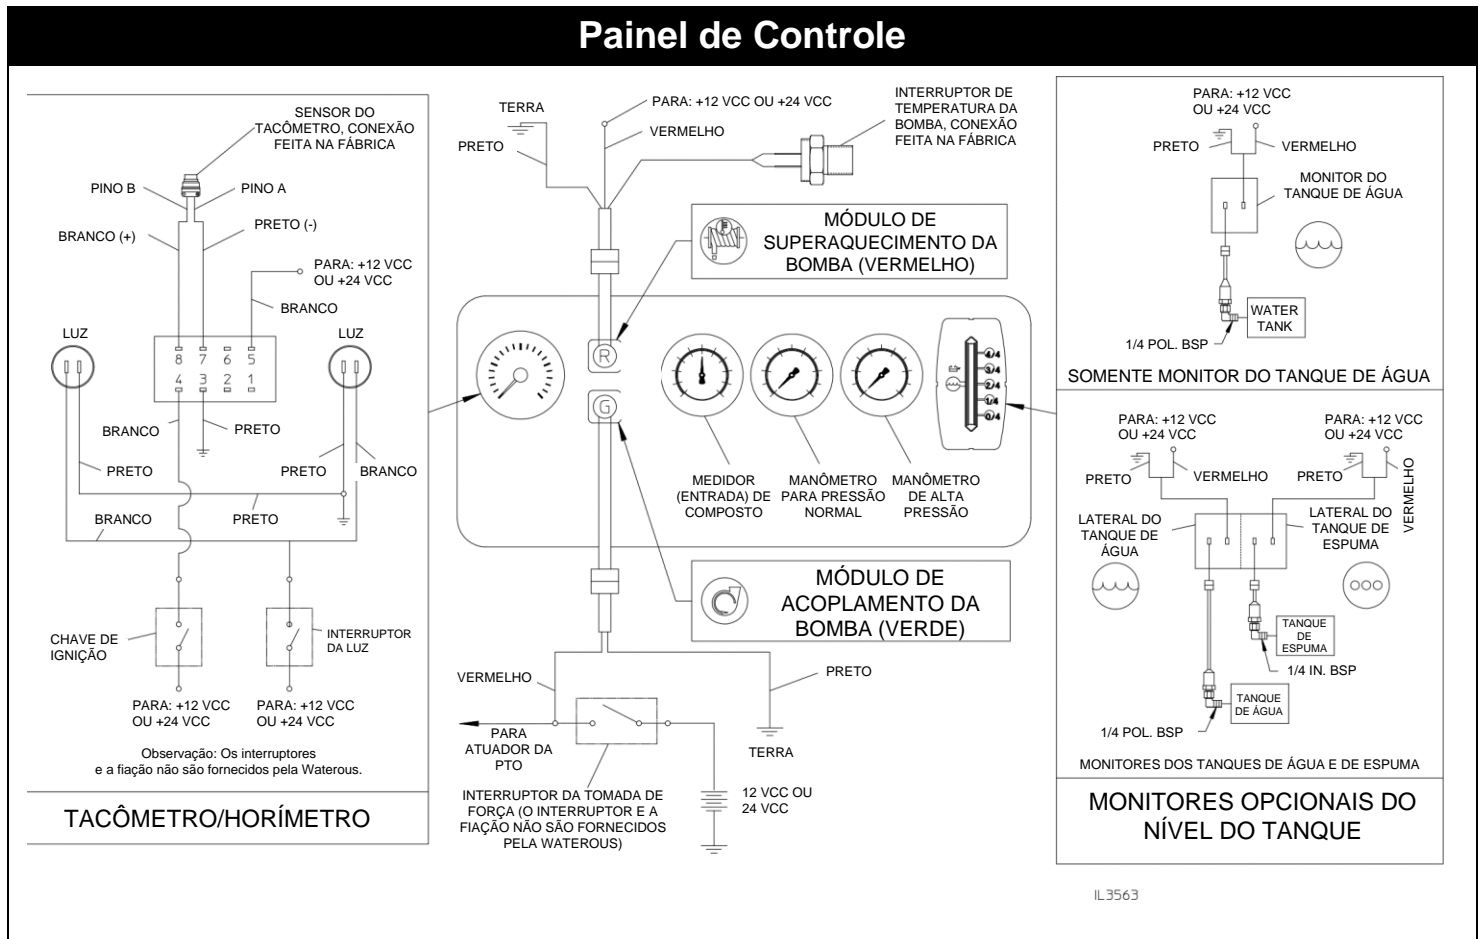 Painel de Controle
SENSOR DO
TACÔMETRO, CONEXÃO
FEITA NA FÁBRICA
PINO B
PINO A
BRANCO (+)
PRETO (-)
PARA: +12 VCC
OU +24 VCC
BRANCO
LUZ
LUZ
8 7 6 5
4 3 2 1
BRANCO
PRETO
PRETO
PRETO
BRANCO
BRANCO
PRETO
CHAVE DE
IGNIÇÃO
INTERRUPTOR
DA LUZ
PARA: +12 VCC
OU +24 VCC
PARA: +12 VCC
OU +24 VCC
Observação: Os interruptores
e a fiação não são fornecidos pela Waterous.
TACÔMETRO/HORÍMETRO
TERRA
PRETO
PARA: +12 VCC OU +24 VCC
VERMELHO
INTERRUPTOR DE
TEMPERATURA DA
BOMBA, CONEXÃO
FEITA NA FÁBRICA
MÓDULO DE
SUPERAQUECIMENTO DA
BOMBA (VERMELHO)
R
G
4/4
3/4
2/4
1/4
0/4
MEDIDOR
(ENTRADA) DE
COMPOSTO
MANÔMETRO
PARA PRESSÃO
NORMAL
MANÔMETRO
DE ALTA
PRESSÃO
MÓDULO DE
ACOPLAMENTO DA
BOMBA (VERDE)
VERMELHO
PRETO
PARA
ATUADOR DA
PTO
TERRA
INTERRUPTOR DA TOMADA DE
FORÇA (O INTERRUPTOR E A
FIAÇÃO NÃO SÃO FORNECIDOS
PELA WATEROUS)
12 VCC OU
24 VCC
PARA: +12 VCC
OU +24 VCC
PRETO
VERMELHO
MONITOR DO
TANQUE DE ÁGUA
WATER
TANK
1/4 POL. BSP
SOMENTE MONITOR DO TANQUE DE ÁGUA
PARA: +12 VCC
OU +24 VCC
PARA: +12 VCC
OU +24 VCC
PRETO
VERMELHO
PRETO
VERMELHO
LATERAL DO
TANQUE DE
ÁGUA
LATERAL DO
TANQUE DE
ESPUMA
TANQUE
DE
ESPUMA
1/4 IN. BSP
TANQUE
DE ÁGUA
1/4 POL. BSP
MONITORES DOS TANQUES DE ÁGUA E DE ESPUMA
MONITORES OPCIONAIS DO
NÍVEL DO TANQUE
IL3563